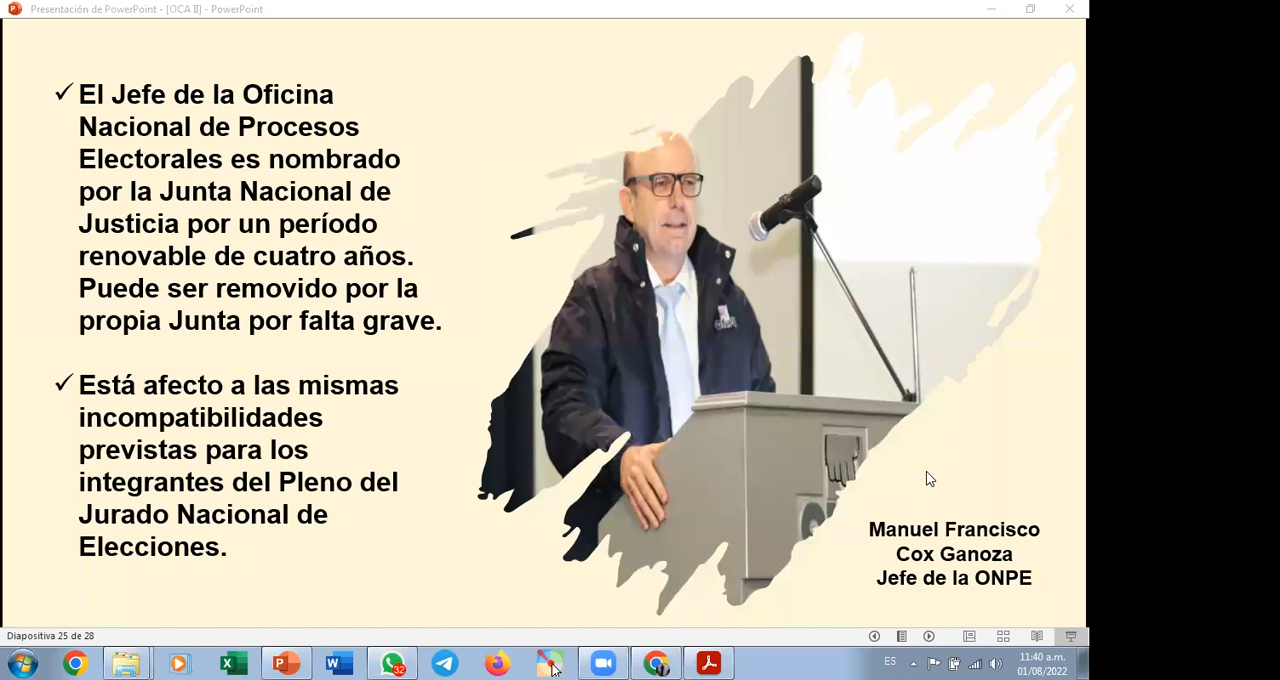 Presentación de PowerPoint - [OCA II] - PowerPoint
✓ El Jefe de la Oficina
Nacional de Procesos
Electorales es nombrado
por la Junta Nacional de
Justicia por un período
renovable de cuatro años.
Puede ser removido por la
propia Junta por falta grave.
✓ Está afecto a las mismas
incompatibilidades
previstas para los
integrantes del Pleno del
Jurado Nacional de
Elecciones.
ONPE
Manuel Francisco
Cox Ganoza
Jefe de la ONPE
Diapositiva 25 de 28
32
ES
11:40 a.m.
01/08/2022